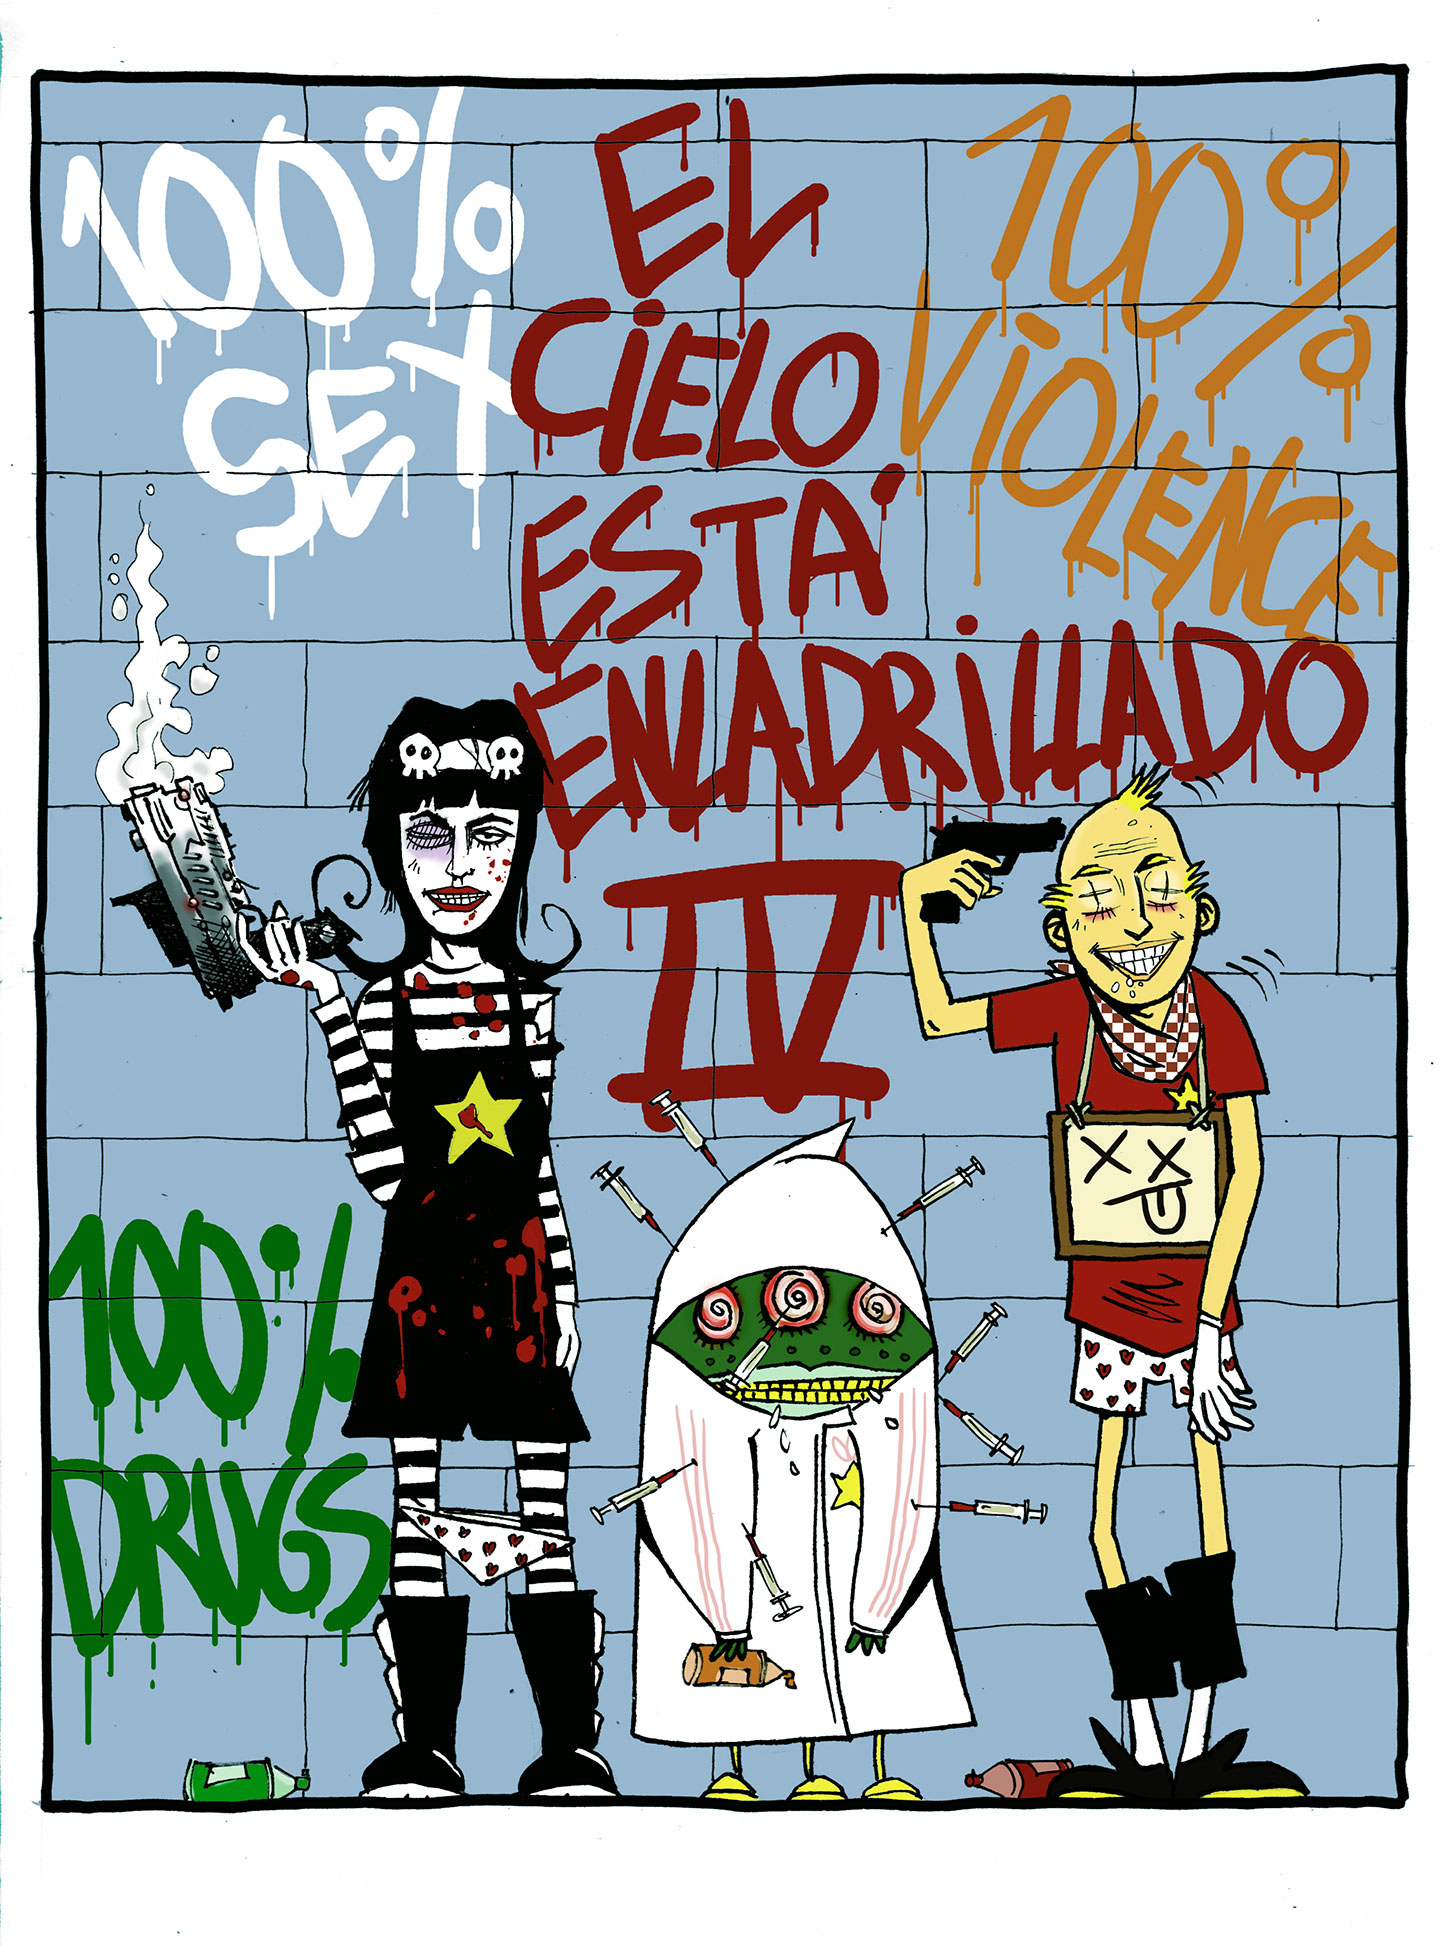 100%
SEX
EL
CIELO
ESTÁ
ENLADRILLADO
IV
100%
VIOLENCE
100%
DRUGS